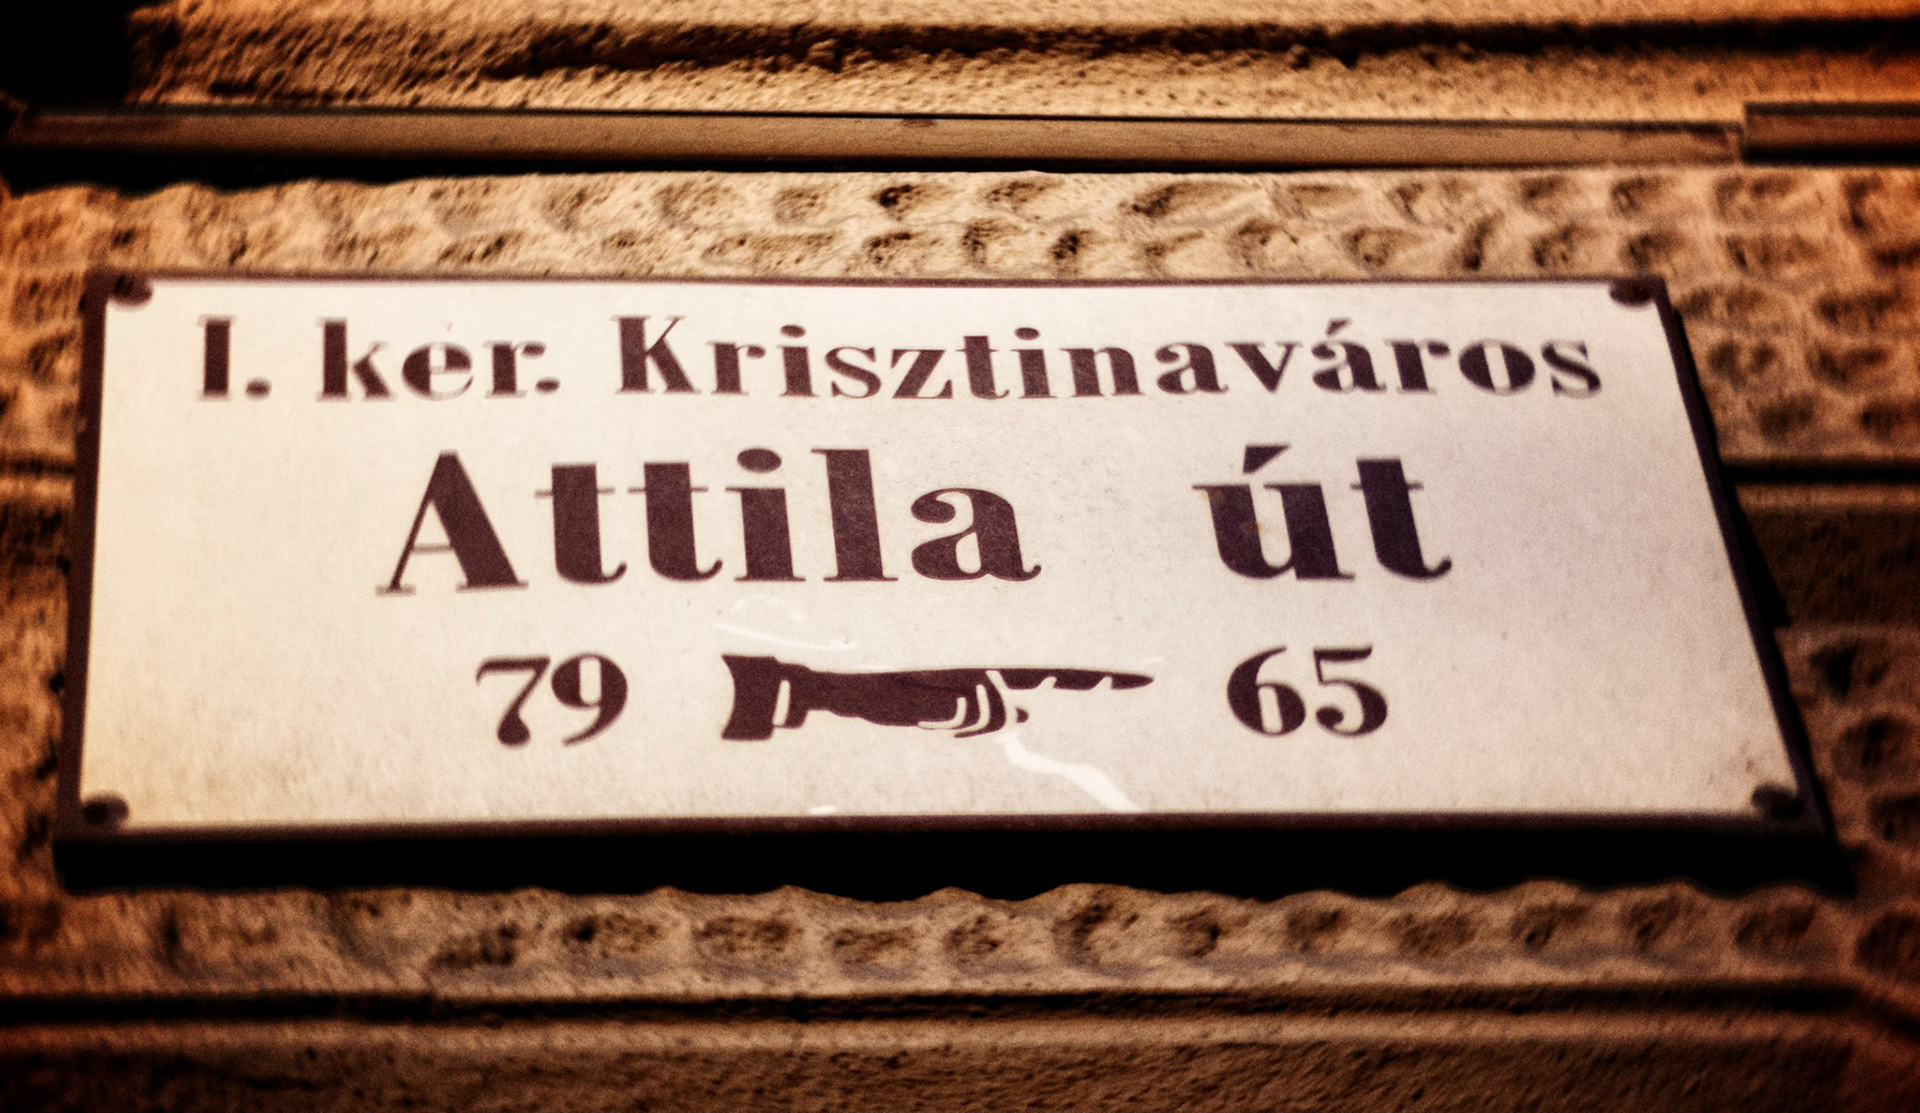 I. ker. Krisztinaváros
Attila út
79 65